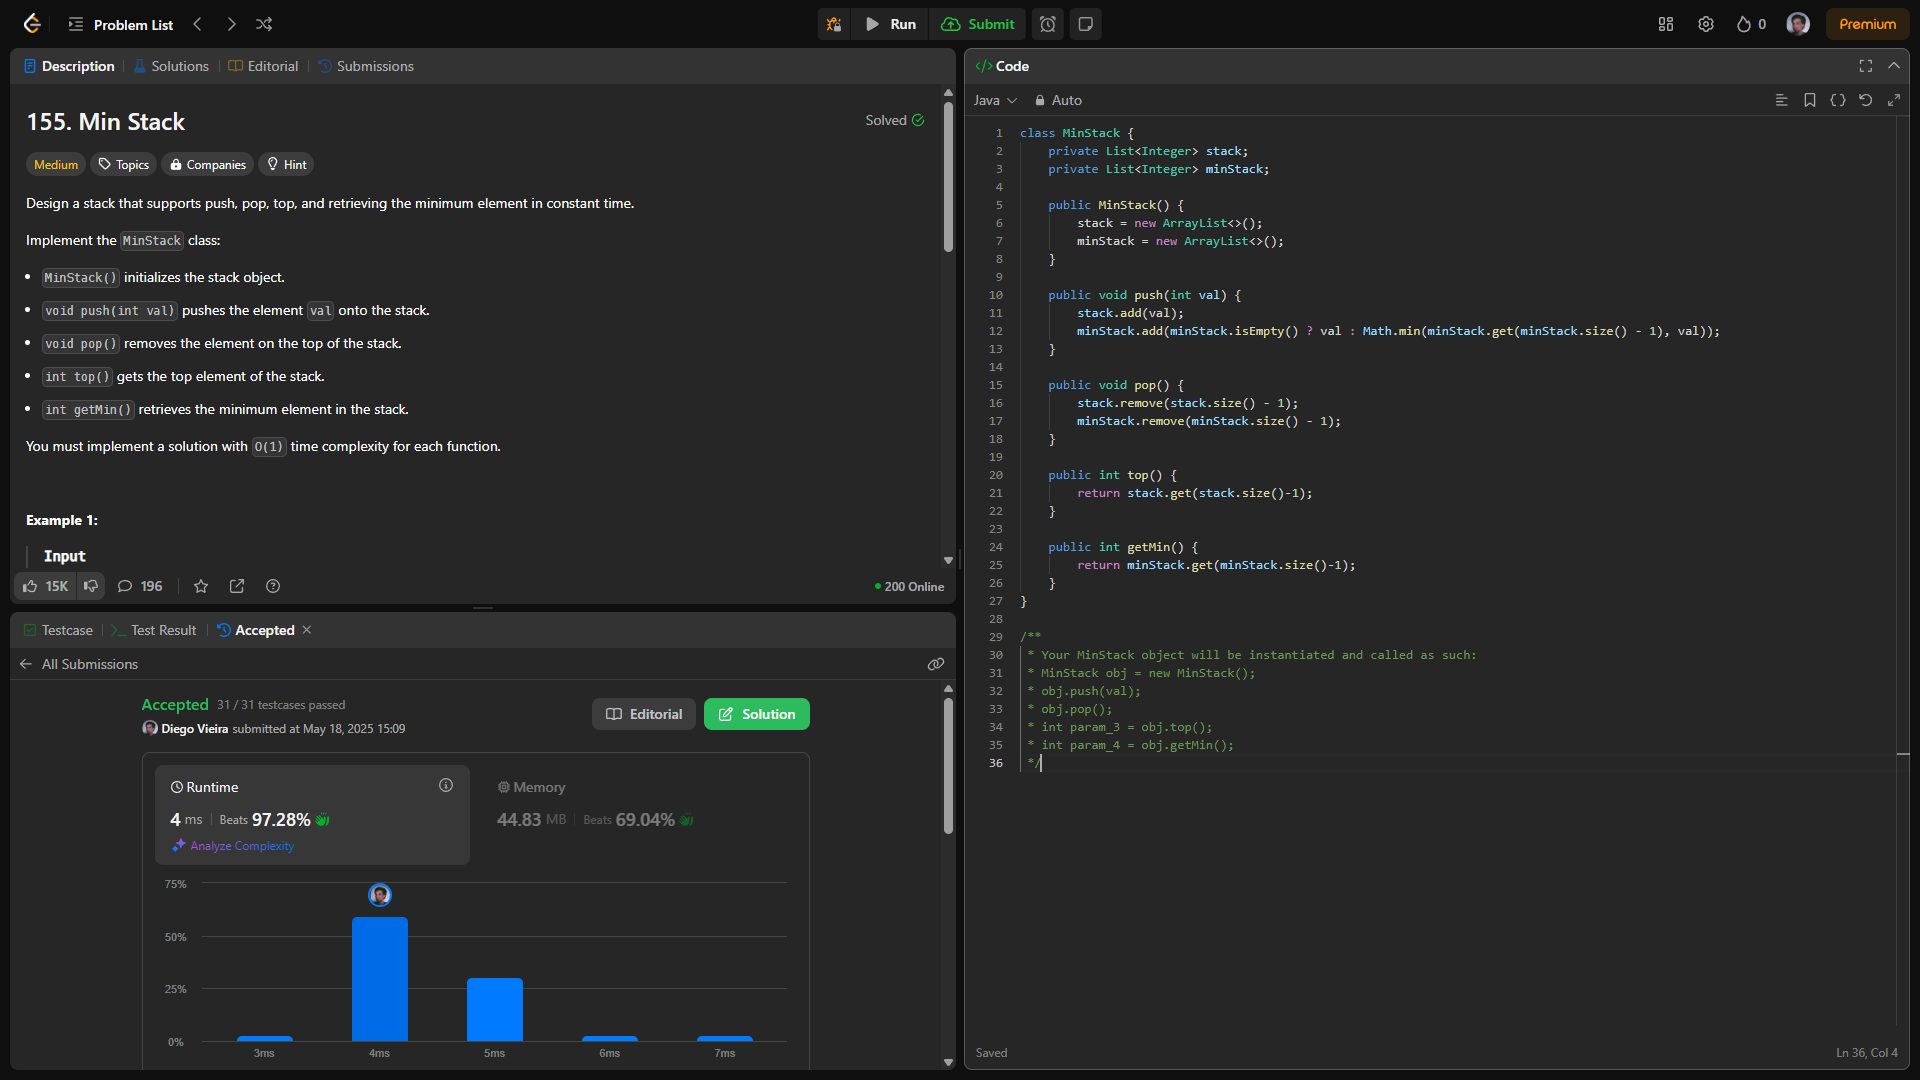 Problem List
Run
Submit
0
Premium
Description
Solutions
Editorial
Submissions
155. Min Stack
Solved
Medium
Topics
Companies
Hint
Design a stack that supports push, pop, top, and retrieving the minimum element in constant time.
Implement the MinStack class:
• MinStack() initializes the stack object.
• void push(int val) pushes the element val onto the stack.
• void pop() removes the element on the top of the stack.
• int top() gets the top element of the stack.
• int getMin() retrieves the minimum element in the stack.
You must implement a solution with O(1) time complexity for each function.
Example 1:
Input
15K
196
200 Online
Testcase
Test Result
Accepted
All Submissions
Accepted 31 / 31 testcases passed
Diego Vieira submitted at May 18, 2025 15:09
Editorial
Solution
Runtime
4 ms Beats 97.28%
Analyze Complexity
Memory
44.83 MB Beats 69.04%
75%
50%
25%
0%
3ms
4ms
5ms
6ms
7ms
Code
Java
Auto
1 class MinStack {
2     private List<Integer> stack;
3     private List<Integer> minStack;
4
5     public MinStack() {
6         stack = new ArrayList<>();
7         minStack = new ArrayList<>();
8     }
9
10     public void push(int val) {
11         stack.add(val);
12         minStack.add(minStack.isEmpty() ? val : Math.min(minStack.get(minStack.size() - 1), val));
13     }
14
15     public void pop() {
16         stack.remove(stack.size() - 1);
17         minStack.remove(minStack.size() - 1);
18     }
19
20     public int top() {
21         return stack.get(stack.size()-1);
22     }
23
24     public int getMin() {
25         return minStack.get(minStack.size()-1);
26     }
27 }
28
29 /**
30  * Your MinStack object will be instantiated and called as such:
31  * MinStack obj = new MinStack();
32  * obj.push(val);
33  * obj.pop();
34  * int param_3 = obj.top();
35  * int param_4 = obj.getMin();
36  */
Saved
Ln 36, Col 4